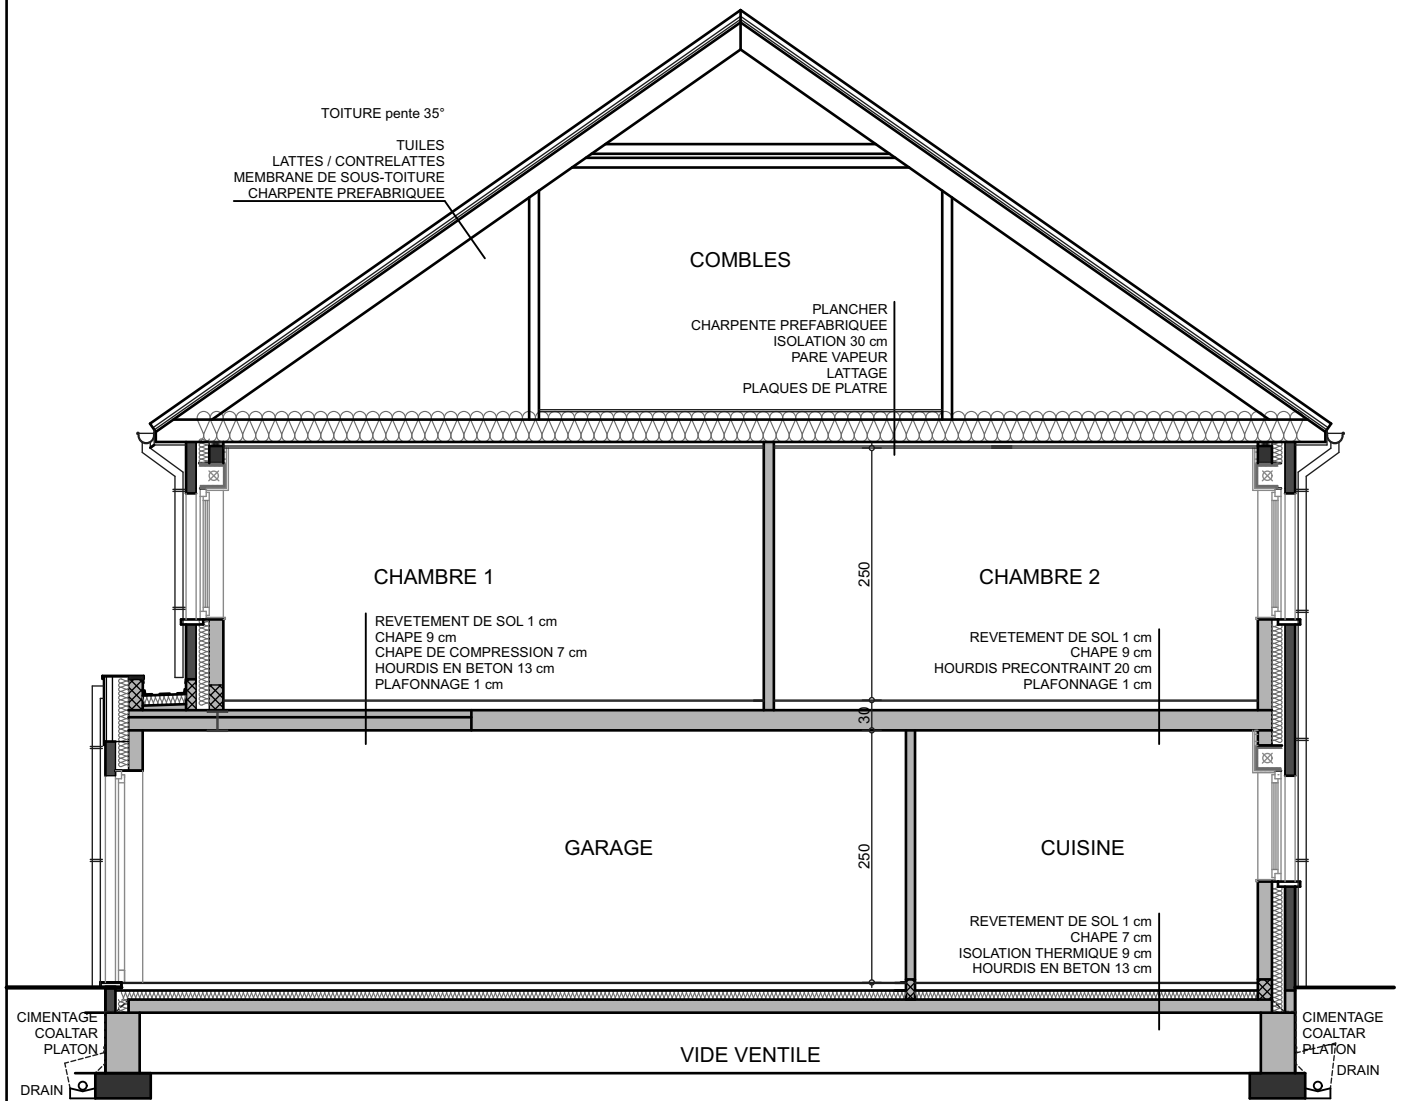 TOITURE pente 35°
TUILES
LATTES / CONTRELATTES
MEMBRANE DE SOUS-TOITURE
CHARPENTE PREFABRIQUEE
COMBLES
PLANCHER
CHARPENTE PREFABRIQUEE
ISOLATION 30 cm
PARE VAPEUR
LATTAGE
PLAQUES DE PLATRE
CHAMBRE 1
250
CHAMBRE 2
REVETEMENT DE SOL 1 cm
CHAPE 9 cm
CHAPE DE COMPRESSION 7 cm
HOURDIS EN BETON 13 cm
PLAFONNAGE 1 cm
REVETEMENT DE SOL 1 cm
CHAPE 9 cm
HOURDIS PRECONTRAINT 20 cm
PLAFONNAGE 1 cm
30
GARAGE
250
CUISINE
REVETEMENT DE SOL 1 cm
CHAPE 7 cm
ISOLATION THERMIQUE 9 cm
HOURDIS EN BETON 13 cm
CIMENTAGE
COALTAR
PLATON
DRAIN
VIDE VENTILE
CIMENTAGE
COALTAR
PLATON
DRAIN